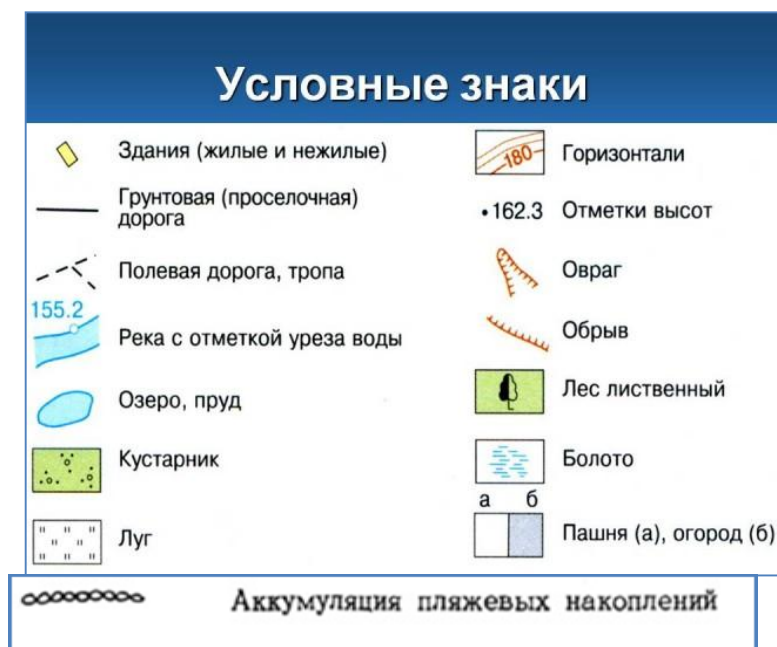 Условные знаки
Здания (жилые и нежилые)
Грунтовая (проселочная)
дорога
Полевая дорога, тропа
155.2
Река с отметкой уреза воды
Озеро, пруд
Кустарник
Луг
180
Горизонтали
•162.3 Отметки высот
Овраг
Обрыв
Лес лиственный
Болото
а б
Пашня (а), огород (б)
Аккумуляция пляжевых накоплений